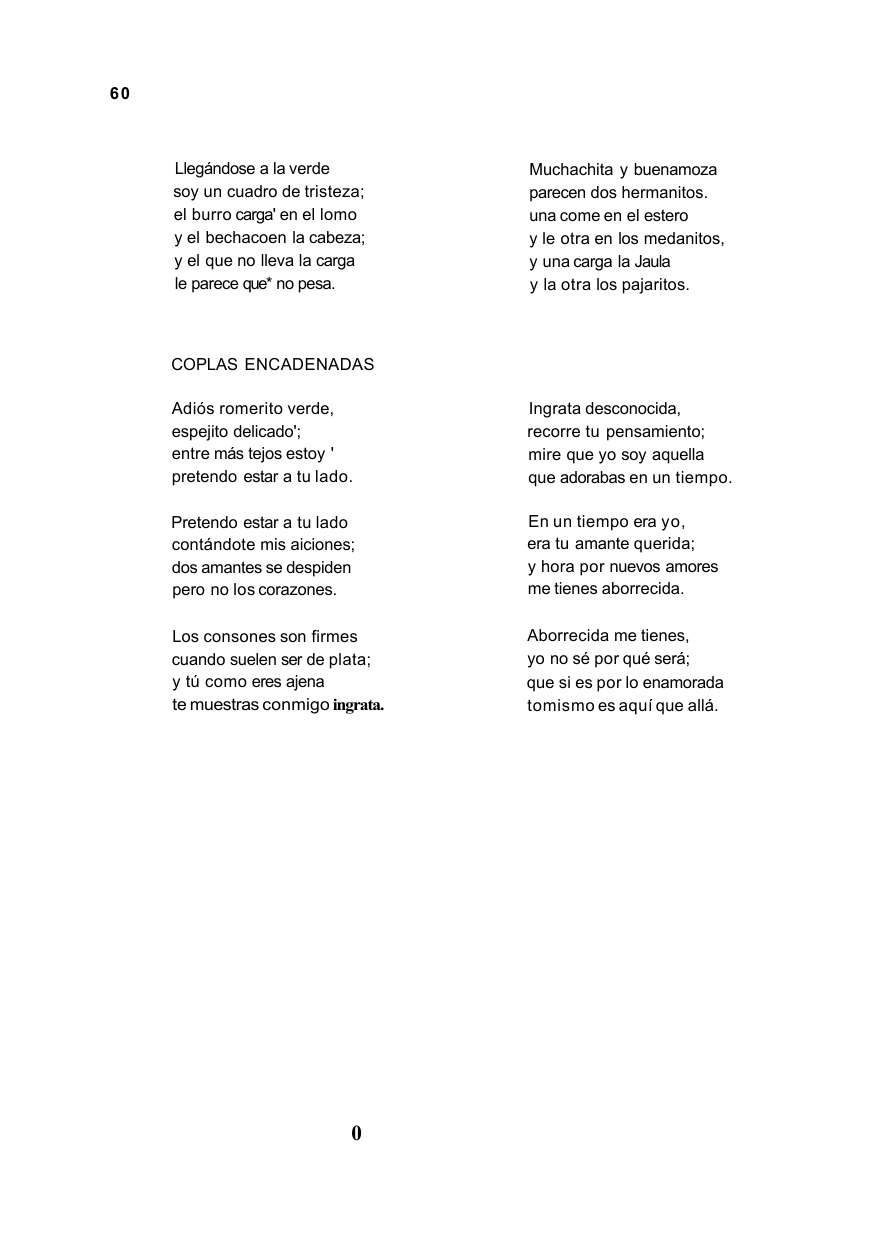 60
Llegándose a la verde
soy un cuadro de tristeza;
el burro carga' en el lomo
y el bechacoen la cabeza;
y el que no lleva la carga
le parece que* no pesa.
Muchachita y buenamoza
parecen dos hermanitos.
una come en el estero
y le otra en los medanitos,
y una carga la Jaula
y la otra los pajaritos.
COPLAS ENCADENADAS
Adiós romerito verde,
espejito delicado';
entre más tejos estoy '
pretendo estar a tu lado.
Pretendo estar a tu lado
contándote mis aiciones;
dos amantes se despiden
pero no los corazones.
Los consones son firmes
cuando suelen ser de plata;
y tú como eres ajena
te muestras conmigo ingrata.
Ingrata desconocida,
recorre tu pensamiento;
mire que yo soy aquella
que adorabas en un tiempo.
En un tiempo era yo,
era tu amante querida;
y hora por nuevos amores
me tienes aborrecida.
Aborrecida me tienes,
yo no sé por qué será;
que si es por lo enamorada
tomismo es aquí que allá.
0